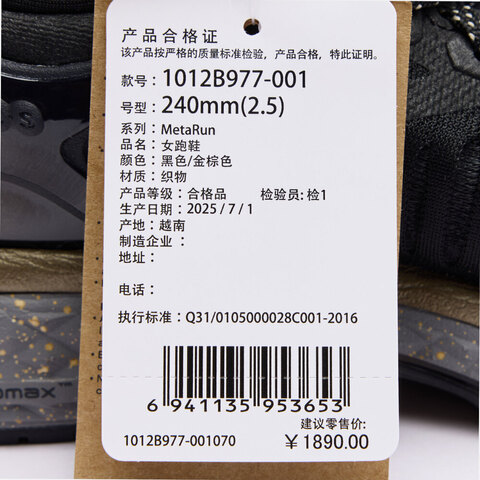 产品合格证
该产品按严格的质量标准检验，产品合格，特此证明。
款号：1012B977-001
号型：240mm(2.5)
系列：MetaRun
品名：女跑鞋
颜色：黑色/金棕色
材质：织物
产品等级：合格品 检验员: 检1
生产日期：2025 / 7 / 1
产地：越南
制造企业：
地址：
电话：
执行标准：Q31/0105000028C001-2016
6 941135 953653
建议零售价:
1012B977-001070
￥1890.00
omax™